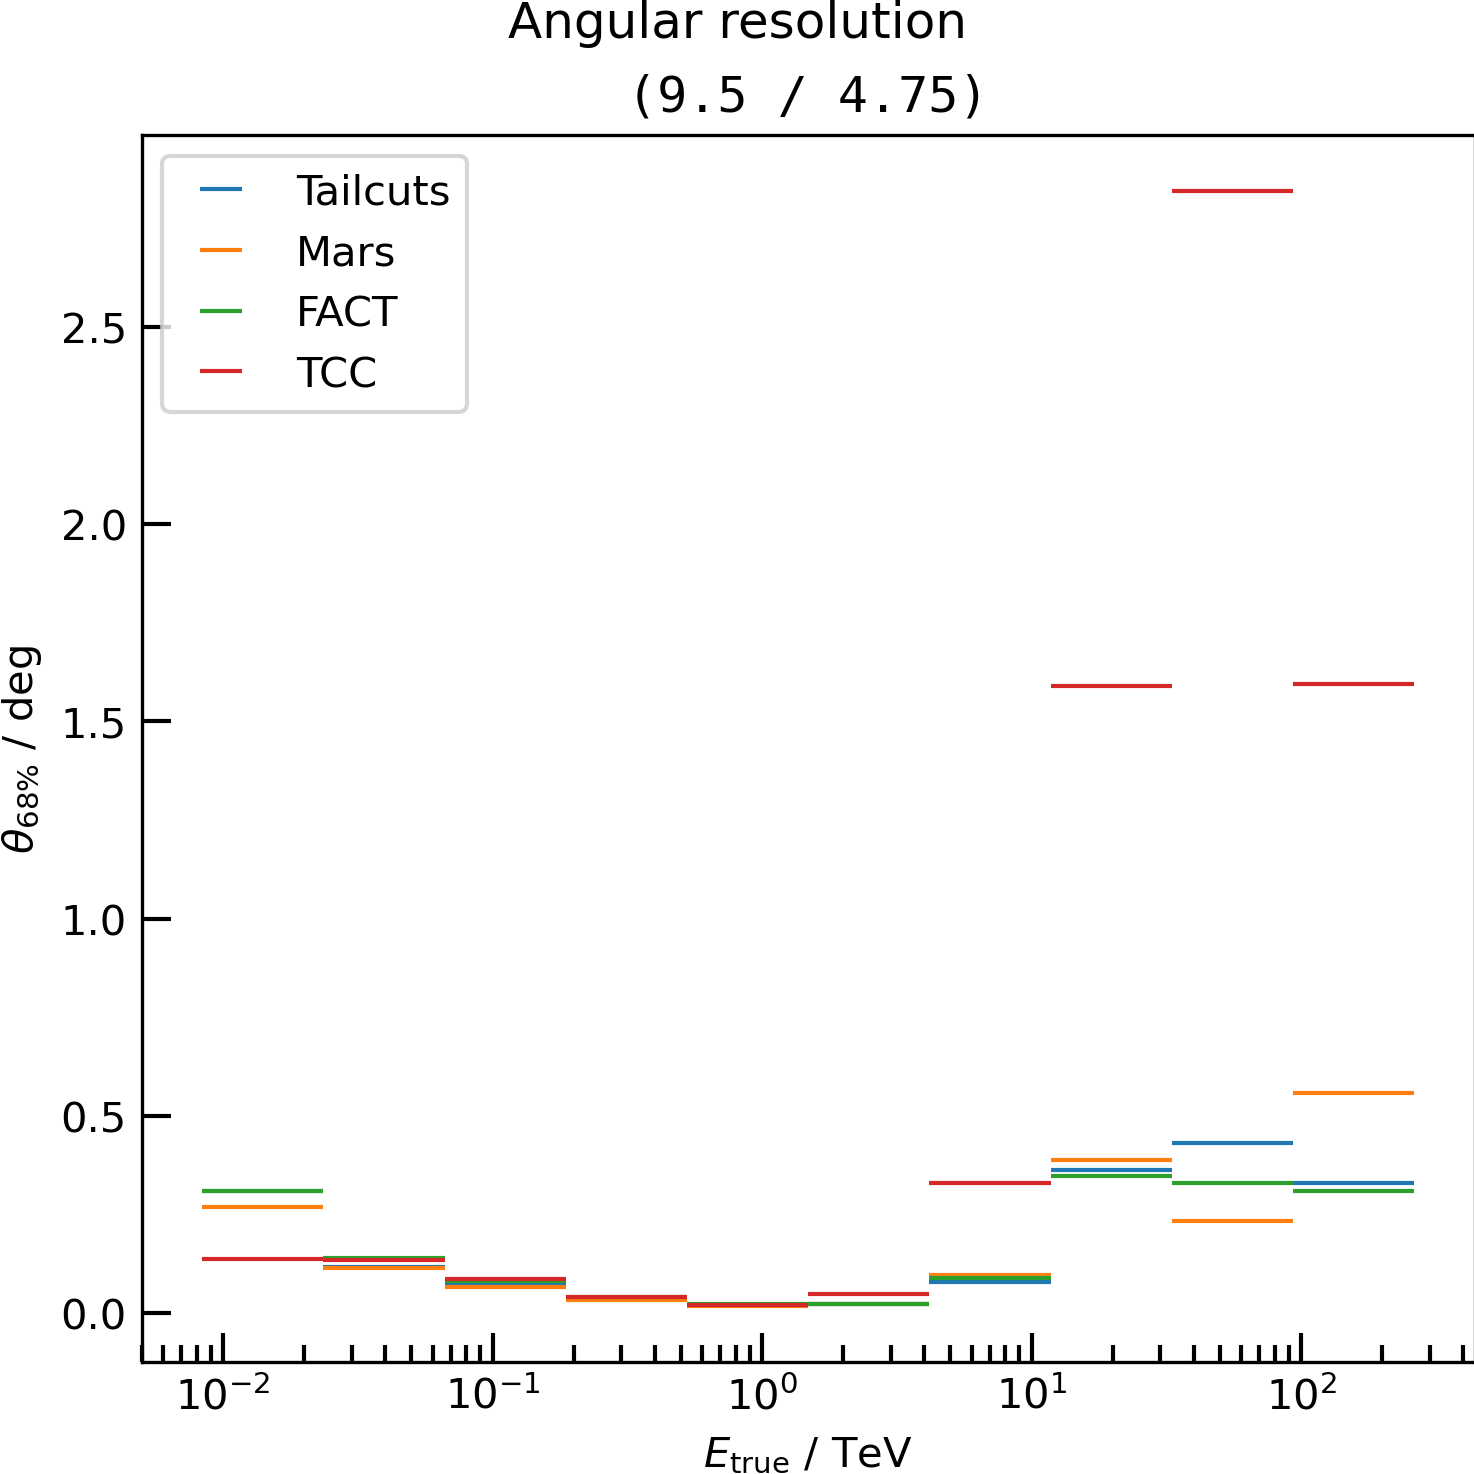 Angular resolution
(9.5 / 4.75)
Tailcuts
Mars
FACT
TCC
2.5
2.0
1.5
1.0
0.5
0.0
θ68% / deg
10⁻² 10⁻¹ 10⁰ 10¹ 10²
Etrue / TeV